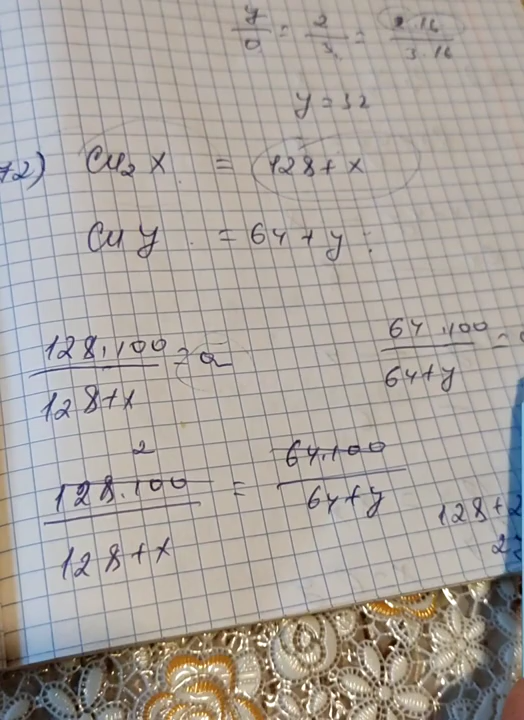 y/0 = 2/3 = 2·16/3·16
y = 32
72) Cu₂X = 128+x
CuY = 64+y
128·100/128+x = a
64·100/64+y =
2
128·100/128+x = 64·100/64+y
128+2